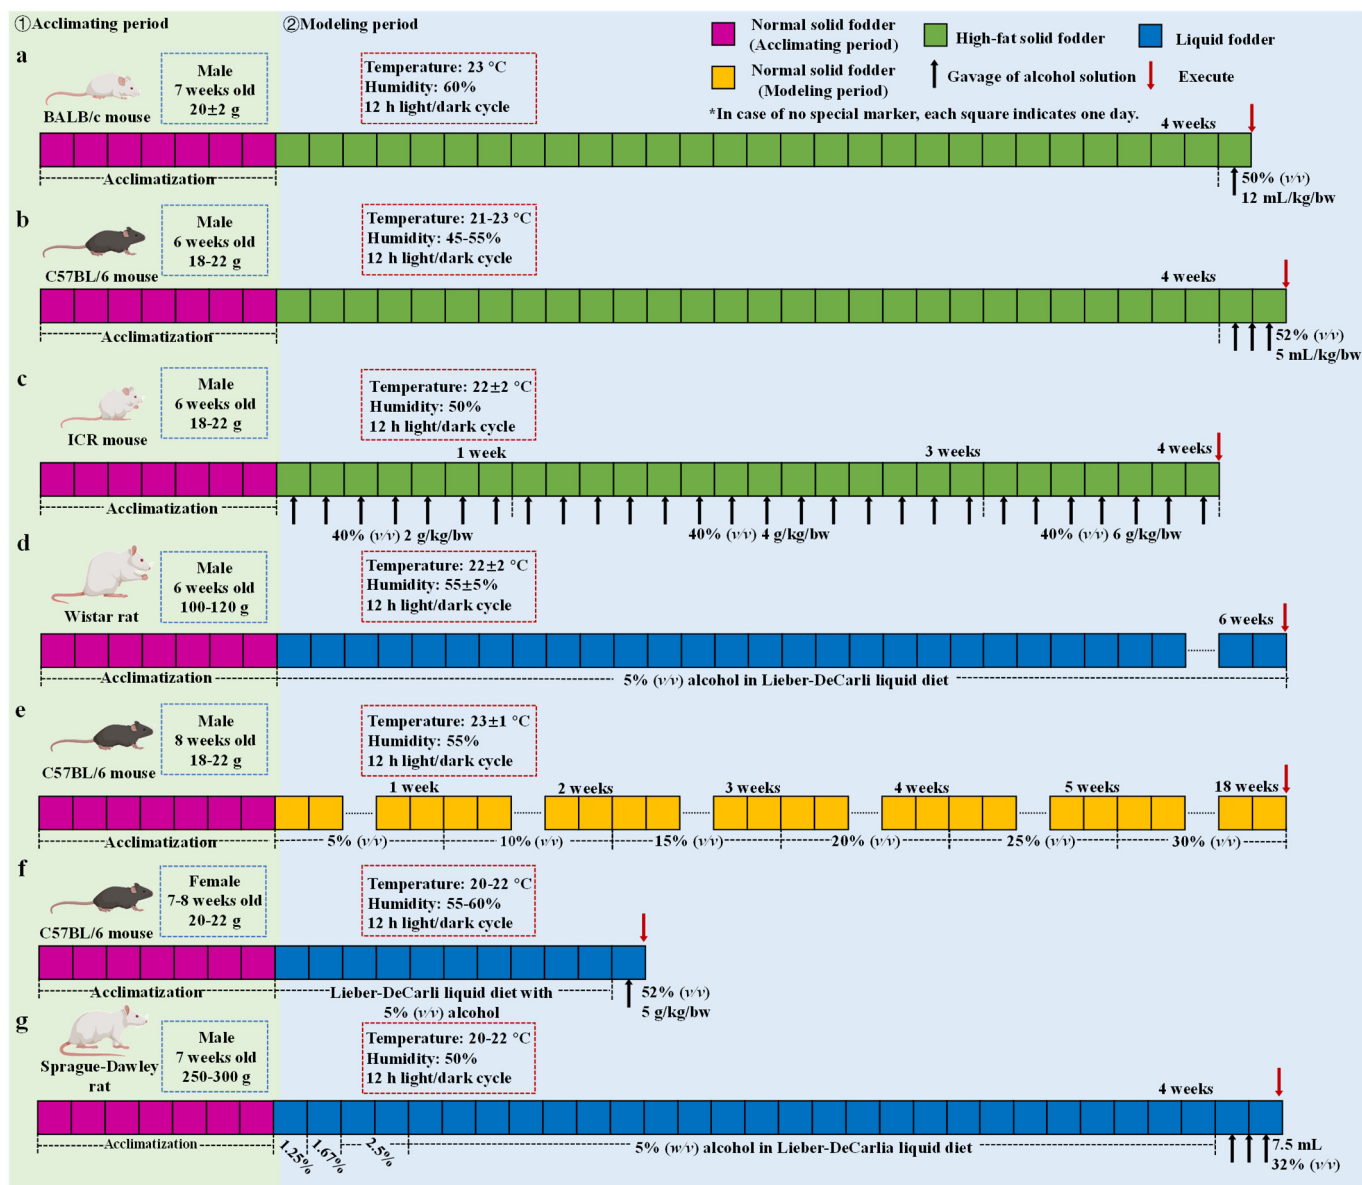 ①Acclimating period
②Modeling period
Normal solid fodder
(Acclimating period)
High-fat solid fodder
Liquid fodder
Normal solid fodder
(Modeling period)
Gavage of alcohol solution
Execute
*In case of no special marker, each square indicates one day.
a
BALB/c mouse
Male
7 weeks old
20±2 g
Temperature: 23 °C
Humidity: 60%
12 h light/dark cycle
4 weeks
Acclimatization
50% (v/v)
12 mL/kg/bw
b
C57BL/6 mouse
Male
6 weeks old
18-22 g
Temperature: 21-23 °C
Humidity: 45-55%
12 h light/dark cycle
4 weeks
Acclimatization
52% (v/v)
5 mL/kg/bw
c
ICR mouse
Male
6 weeks old
18-22 g
Temperature: 22±2 °C
Humidity: 50%
12 h light/dark cycle
1 week
3 weeks
4 weeks
Acclimatization
40% (v/v) 2 g/kg/bw
40% (v/v) 4 g/kg/bw
40% (v/v) 6 g/kg/bw
d
Wistar rat
Male
6 weeks old
100-120 g
Temperature: 22±2 °C
Humidity: 55±5%
12 h light/dark cycle
6 weeks
Acclimatization
5% (v/v) alcohol in Lieber-DeCarli liquid diet
e
C57BL/6 mouse
Male
8 weeks old
18-22 g
Temperature: 23±1 °C
Humidity: 55%
12 h light/dark cycle
1 week
2 weeks
3 weeks
4 weeks
5 weeks
18 weeks
Acclimatization
5% (v/v)
10% (v/v)
15% (v/v)
20% (v/v)
25% (v/v)
30% (v/v)
f
C57BL/6 mouse
Female
7-8 weeks old
20-22 g
Temperature: 20-22 °C
Humidity: 55-60%
12 h light/dark cycle
Acclimatization
Lieber-DeCarli liquid diet with
5% (v/v) alcohol
52% (v/v)
5 g/kg/bw
g
Sprague-Dawley
rat
Male
7 weeks old
250-300 g
Temperature: 20-22 °C
Humidity: 50%
12 h light/dark cycle
4 weeks
Acclimatization
1.25%
1.67%
2.5%
5% (w/v) alcohol in Lieber-DeCarlia liquid diet
7.5 mL
32% (v/v)